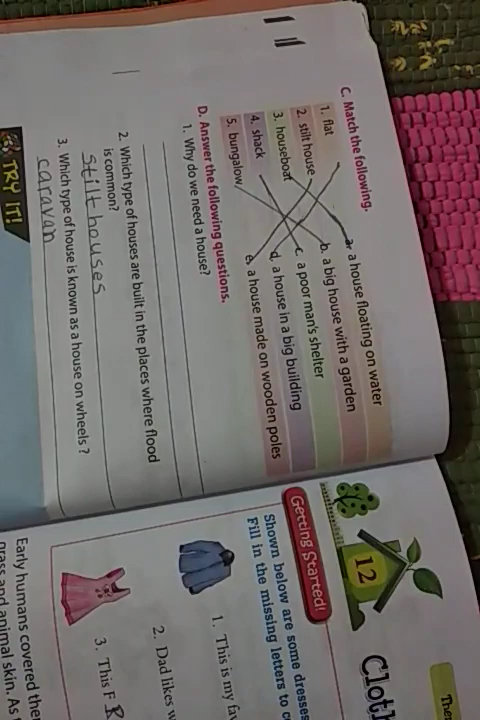 C. Match the following.
1. flat a. a house floating on water
2. stilt house b. a big house with a garden
3. houseboat c. a poor man's shelter
4. shack d. a house in a big building
5. bungalow e. a house made on wooden poles
D. Answer the following questions.
1. Why do we need a house?
2. Which type of houses are built in the places where flood
is common?
Stilt houses
3. Which type of house is known as a house on wheels ?
caravan
TRY IT!
12
Getting Started!
Shown below are some dresses
Fill in the missing letters to
1. This is my
2. Dad likes
3. This F R
Early humans covered
and animal skin. As